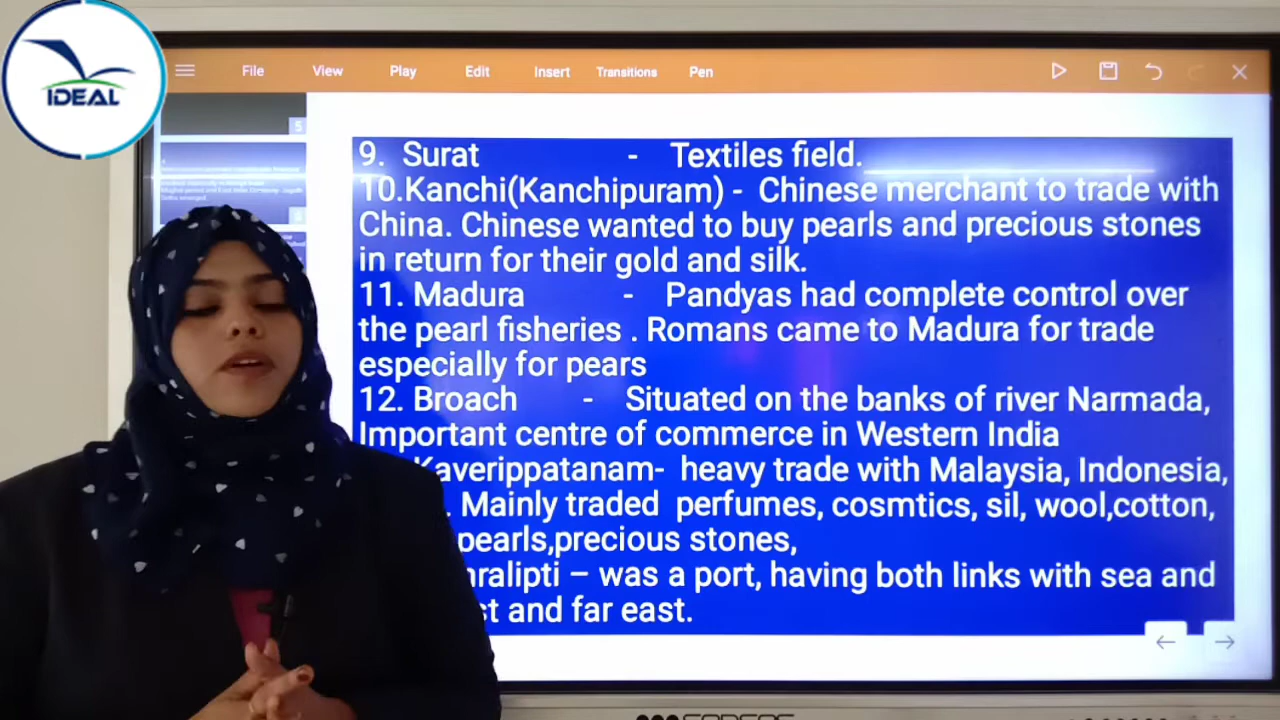 IDEAL
File View Play Edit Insert Transitions Pen
5
9. Surat - Textiles field.
10.Kanchi(Kanchipuram) - Chinese merchant to trade with
China. Chinese wanted to buy pearls and precious stones
in return for their gold and silk.
11. Madura - Pandyas had complete control over
the pearl fisheries . Romans came to Madura for trade
especially for pears
12. Broach - Situated on the banks of river Narmada,
Important centre of commerce in Western India
Kaverippatanam- heavy trade with Malaysia, Indonesia,
. Mainly traded perfumes, cosmtics, sil, wool,cotton,
pearls,precious stones,
– was a port, having both links with sea and
and far east.